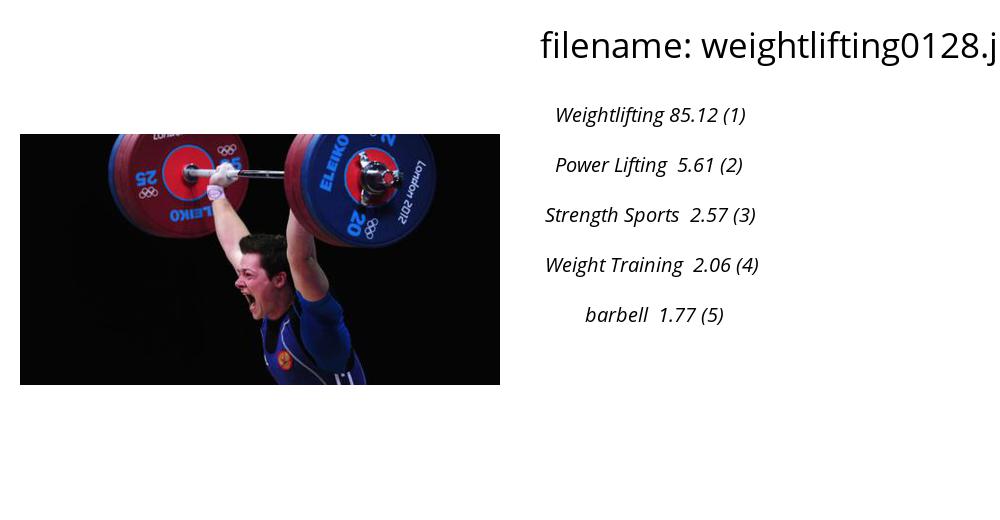 filename: weightlifting0128.j
Weightlifting 85.12 (1)
Power Lifting 5.61 (2)
Strength Sports 2.57 (3)
Weight Training 2.06 (4)
barbell 1.77 (5)
25
ELEIKO
ELEIKO
20
London 2012